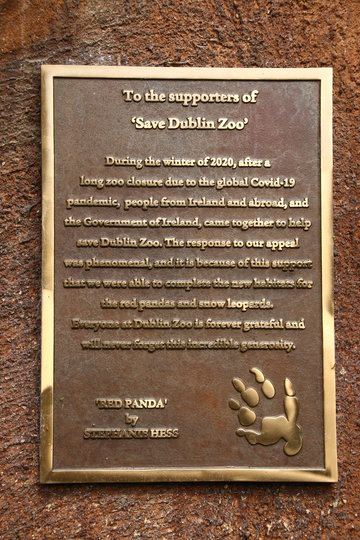 To the supporters of
‘Save Dublin Zoo’
During the winter of 2020, after a
long zoo closure due to the global Covid-19
pandemic, people from Ireland and abroad, and
the Government of Ireland, came together to help
save Dublin Zoo. The response to our appeal
was phenomenal, and it is because of this support
that we were able to complete the new habitats for
the red pandas and snow leopards.
Everyone at Dublin Zoo is forever grateful and
will never forget this incredible generosity.
‘RED PANDA’
by
STEPHANIE HESS